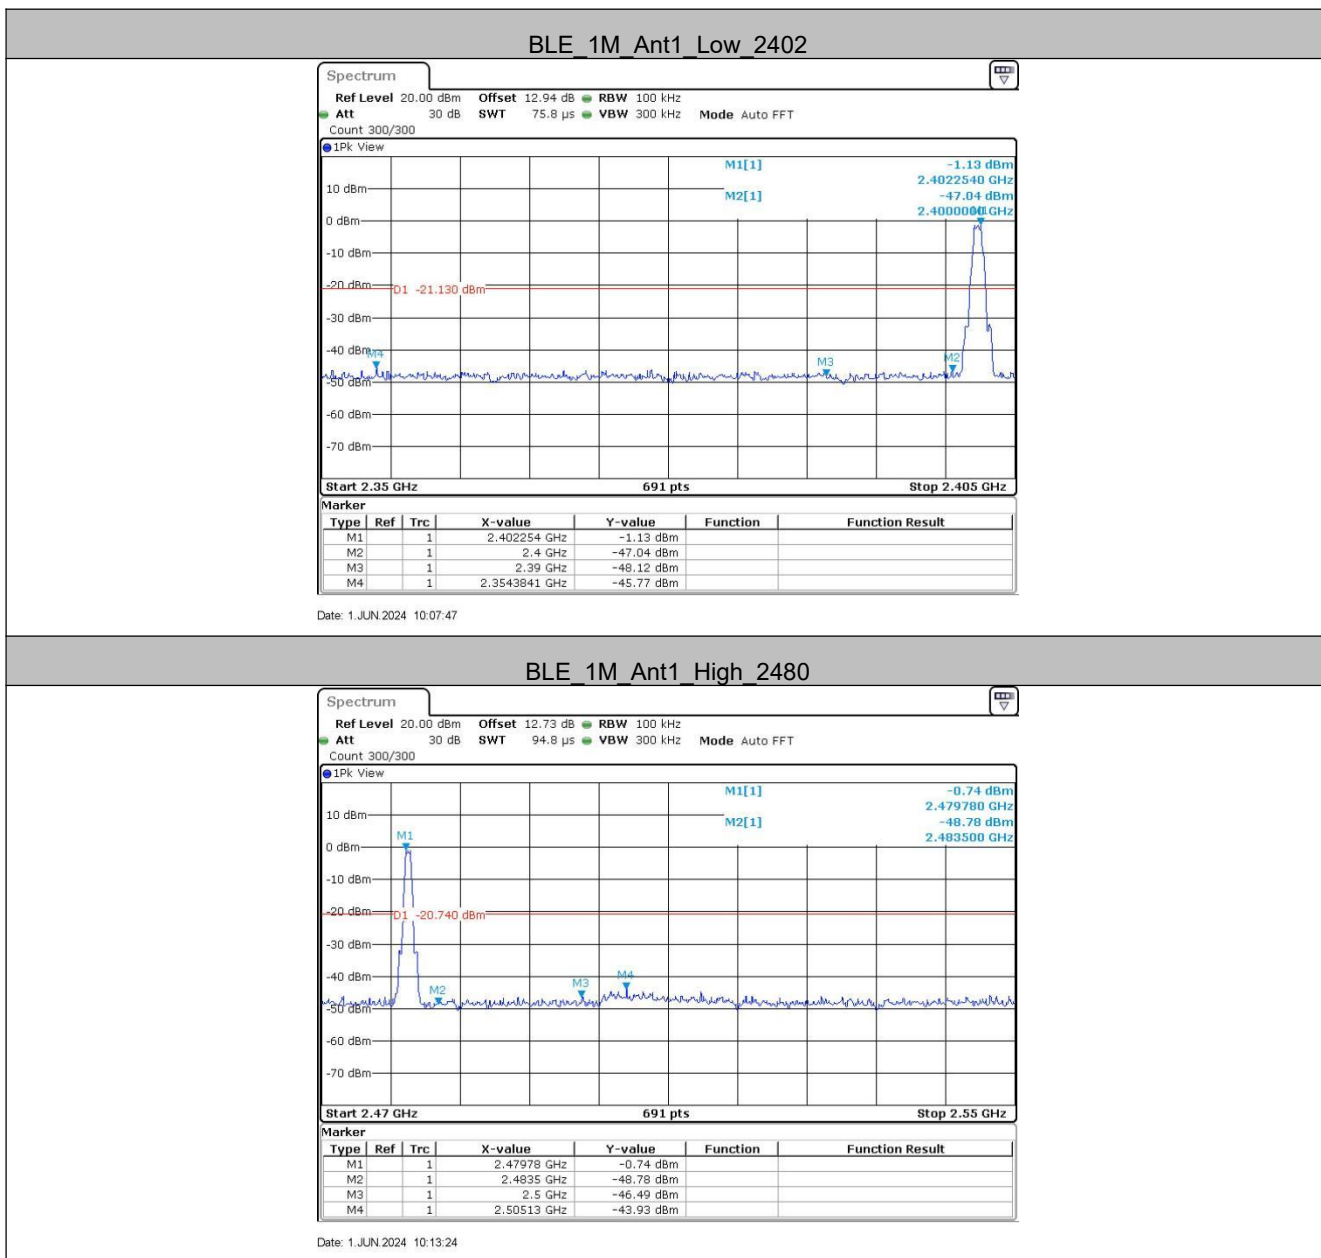 BLE_1M_Ant1_Low_2402
Spectrum
Ref Level 20.00 dBm Offset 12.94 dB RBW 100 kHz
Att 30 dB SWT 75.8 µs VBW 300 kHz Mode Auto FFT
Count 300/300
1Pk View
M1[1] -1.13 dBm
2.4022540 GHz
10 dBm
M2[1] -47.04 dBm
2.4000000 GHz
M1
0 dBm
-10 dBm
-20 dBm
D1 -21.130 dBm
-30 dBm
-40 dBm
M4 M3 M2
-50 dBm
-60 dBm
-70 dBm
Start 2.35 GHz 691 pts Stop 2.405 GHz
Marker
Type Ref Trc X-value Y-value Function Function Result
M1 1 2.402254 GHz -1.13 dBm
M2 1 2.4 GHz -47.04 dBm
M3 1 2.39 GHz -48.12 dBm
M4 1 2.3543841 GHz -45.77 dBm
Date: 1.JUN.2024 10:07:47
BLE_1M_Ant1_High_2480
Spectrum
Ref Level 20.00 dBm Offset 12.73 dB RBW 100 kHz
Att 30 dB SWT 94.8 µs VBW 300 kHz Mode Auto FFT
Count 300/300
1Pk View
M1[1] -0.74 dBm
2.479780 GHz
10 dBm
M2[1] -48.78 dBm
2.483500 GHz
M1
0 dBm
-10 dBm
-20 dBm
D1 -20.740 dBm
-30 dBm
-40 dBm
M2 M3 M4
-50 dBm
-60 dBm
-70 dBm
Start 2.47 GHz 691 pts Stop 2.55 GHz
Marker
Type Ref Trc X-value Y-value Function Function Result
M1 1 2.47978 GHz -0.74 dBm
M2 1 2.4835 GHz -48.78 dBm
M3 1 2.5 GHz -46.49 dBm
M4 1 2.50513 GHz -43.93 dBm
Date: 1.JUN.2024 10:13:24